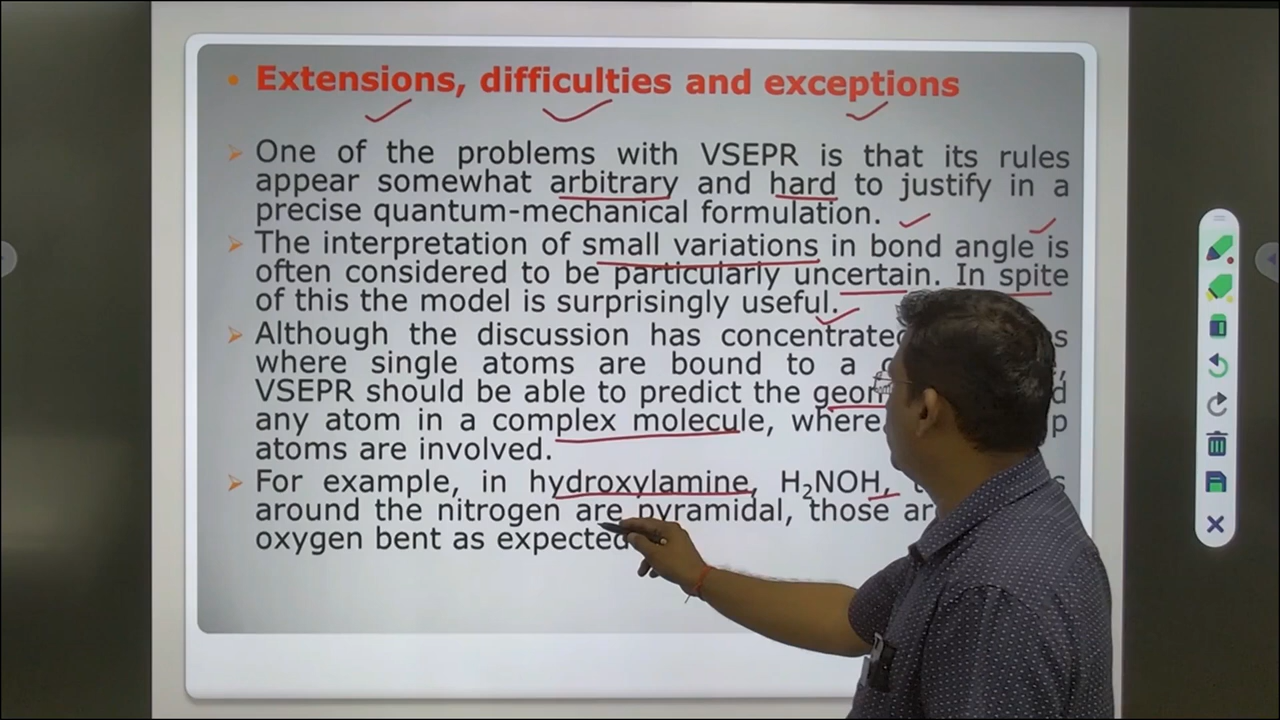 • Extensions, difficulties and exceptions
One of the problems with VSEPR is that its rules
appear somewhat arbitrary and hard to justify in a
precise quantum-mechanical formulation.
The interpretation of small variations in bond angle is
often considered to be particularly uncertain. In spite
of this the model is surprisingly useful.
Although the discussion has concentrated
where single atoms are bound to a
VSEPR should be able to predict the
any atom in a complex molecule, where
atoms are involved.
For example, in hydroxylamine, H₂NOH,
around the nitrogen are pyramidal, those
oxygen bent as expected